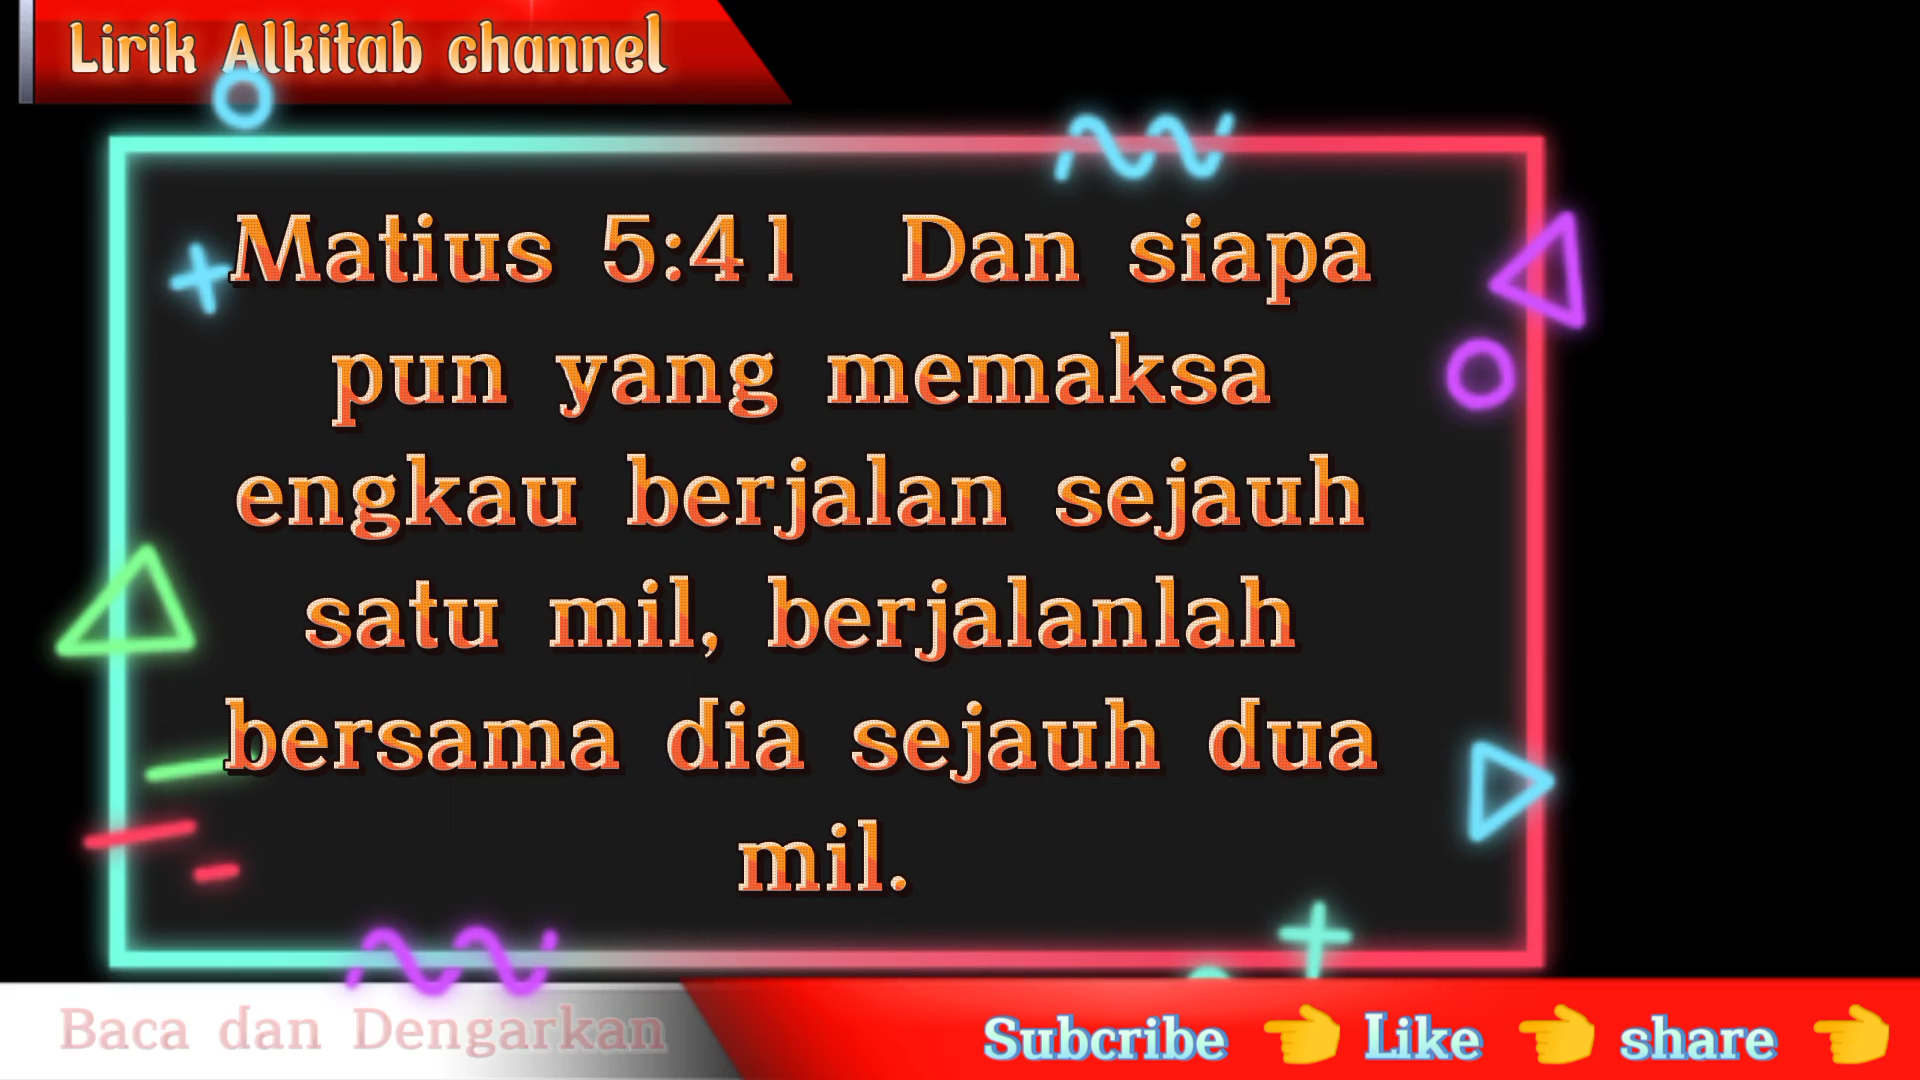 Lirik Alkitab channel
Matius 5:41 Dan siapa
pun yang memaksa
engkau berjalan sejauh
satu mil, berjalanlah
bersama dia sejauh dua
mil.
Baca dan Dengarkan
Subcribe 👈 Like 👈 share 👈